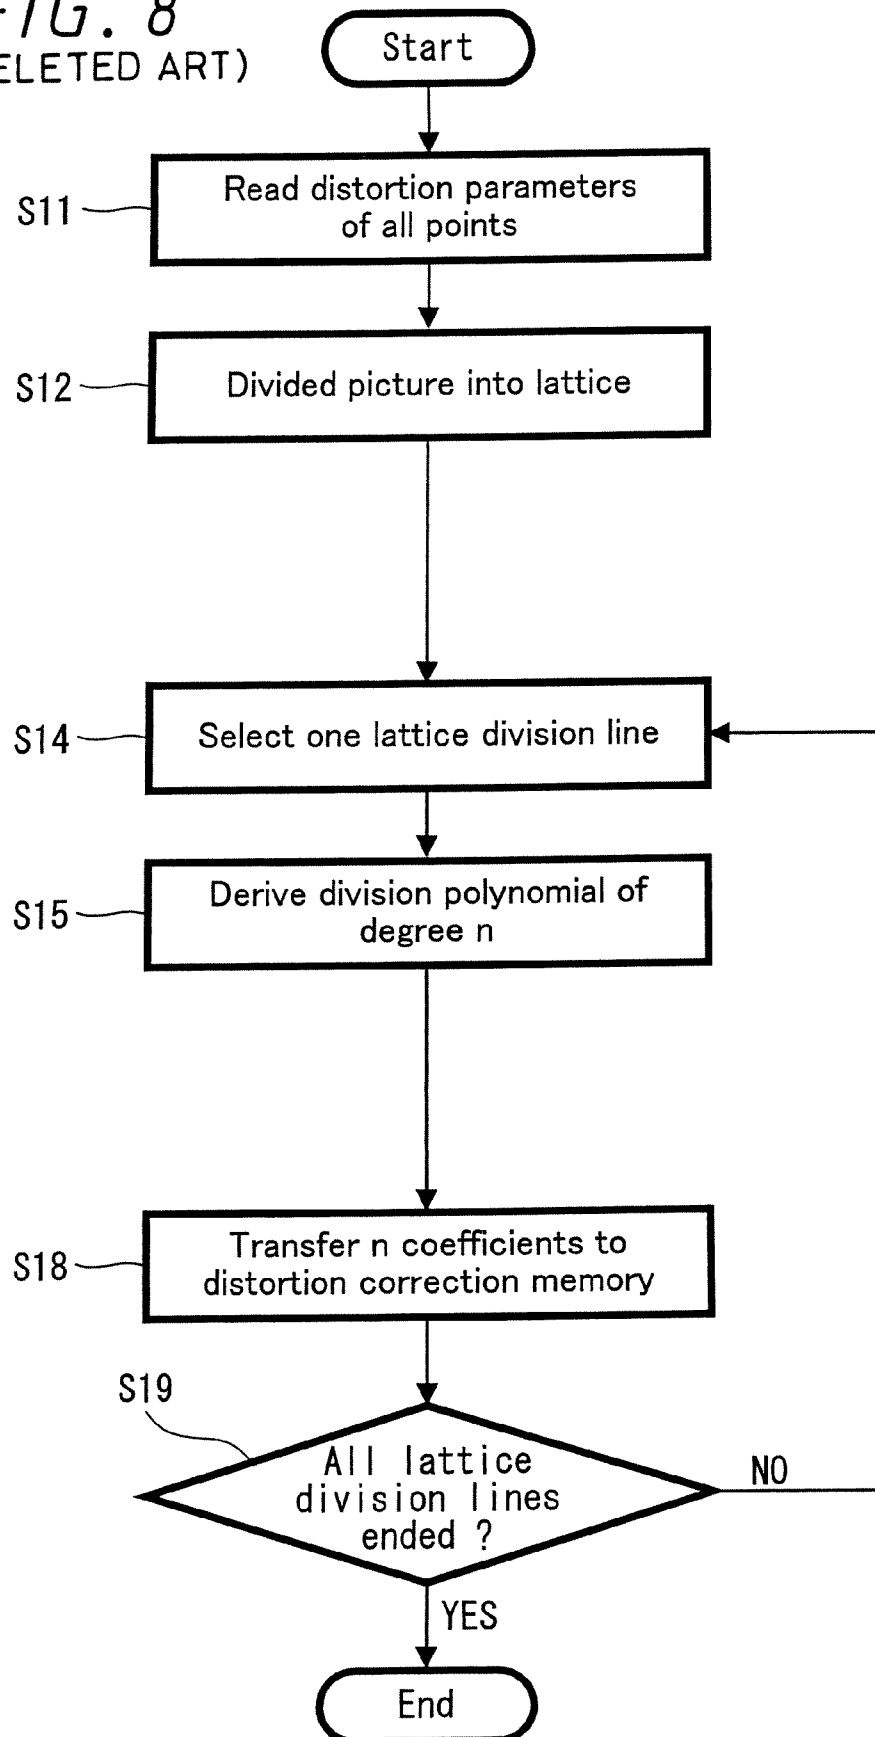 FIG. 8
ELETED ART)
Start
S11
Read distortion parameters
of all points
S12
Divided picture into lattice
S14
Select one lattice division line
S15
Derive division polynomial of
degree n
S18
Transfer n coefficients to
distortion correction memory
S19
All lattice
division lines
ended ?
NO
YES
End